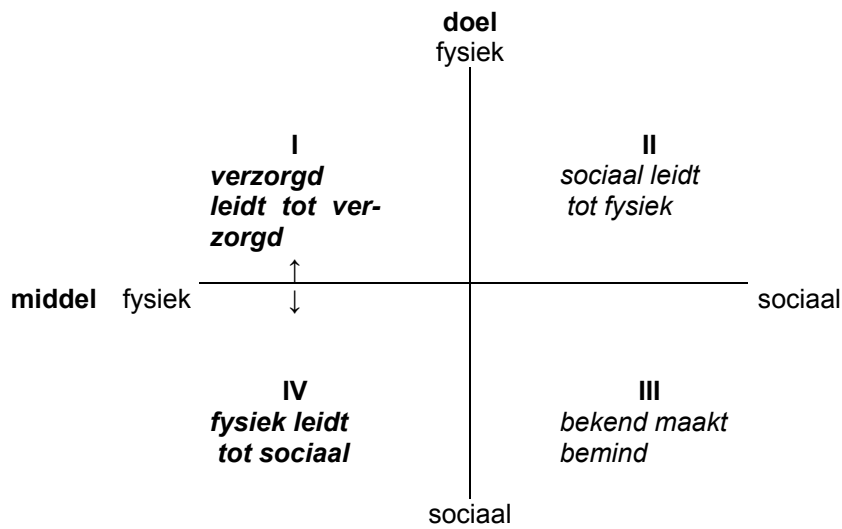 doel
fysiek
I
verzorgd
leidt tot ver-
zorgd
II
sociaal leidt
tot fysiek
↑
middel fysiek
↓
sociaal
IV
fysiek leidt
tot sociaal
III
bekend maakt
bemind
sociaal